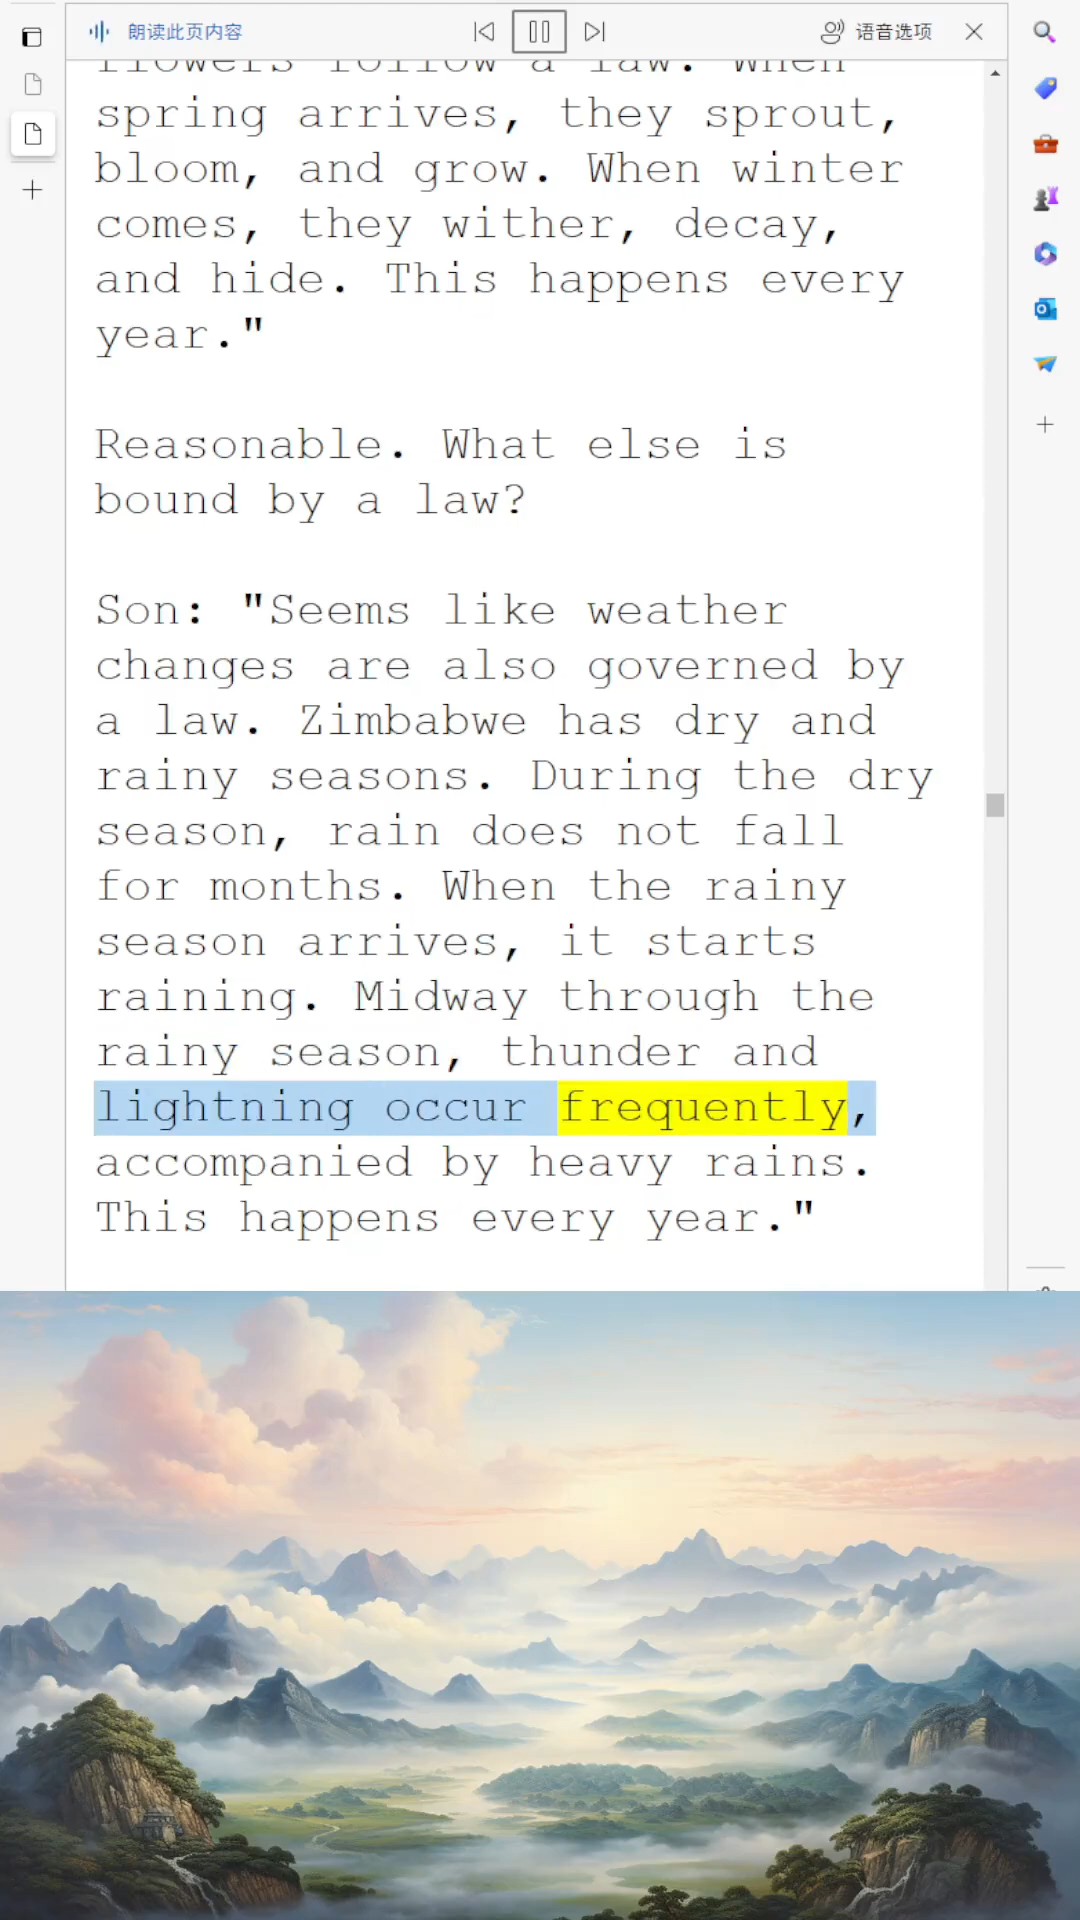 朗读此页内容
语音选项
flowers follow a law. When
spring arrives, they sprout,
bloom, and grow. When winter
comes, they wither, decay,
and hide. This happens every
year."
Reasonable. What else is
bound by a law?
Son: "Seems like weather
changes are also governed by
a law. Zimbabwe has dry and
rainy seasons. During the dry
season, rain does not fall
for months. When the rainy
season arrives, it starts
raining. Midway through the
rainy season, thunder and
lightning occur frequently,
accompanied by heavy rains.
This happens every year."